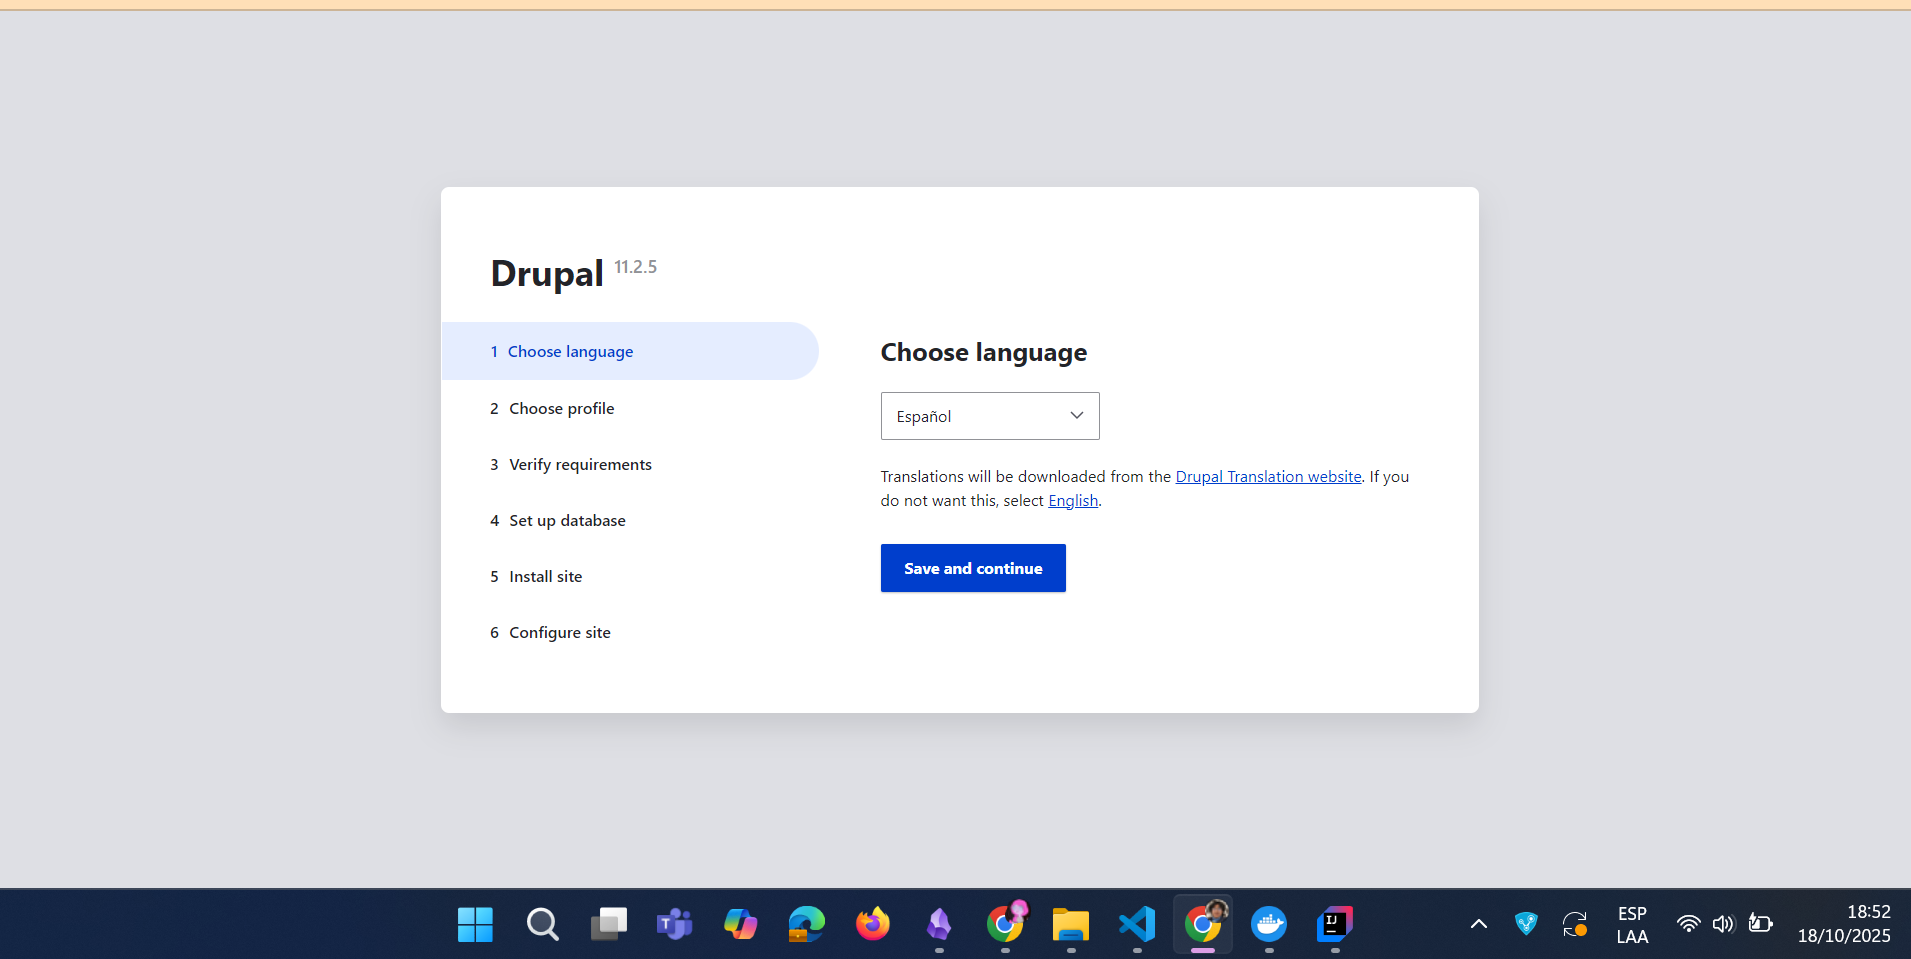 Drupal 11.2.5
1 Choose language
2 Choose profile
3 Verify requirements
4 Set up database
5 Install site
6 Configure site
Choose language
Español
Translations will be downloaded from the Drupal Translation website. If you
do not want this, select English.
Save and continue
T
IJ
ESP
LAA
18:52
18/10/2025